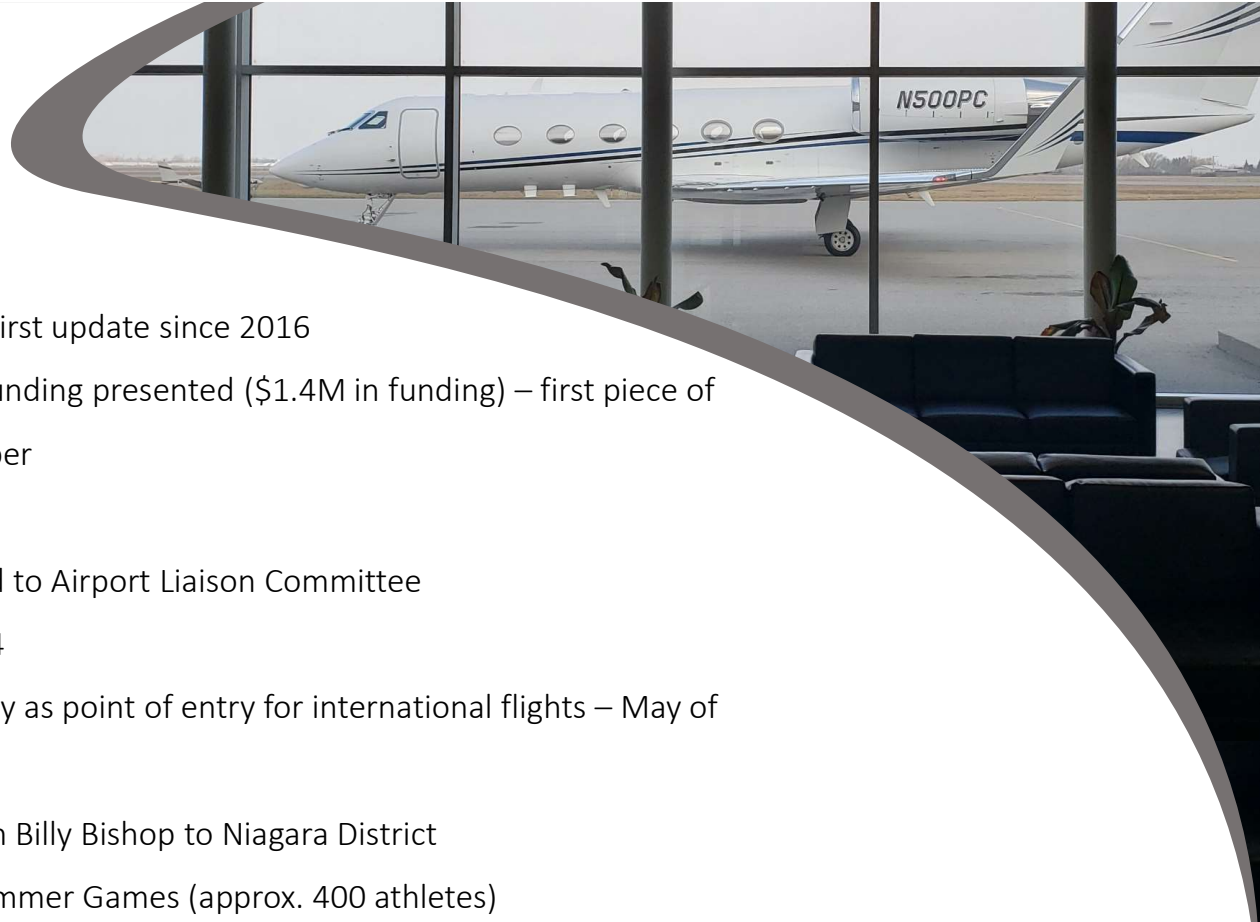 N500PC
irst update since 2016
unding presented ($1.4M in funding) – first piece of
er
to Airport Liaison Committee
4
y as point of entry for international flights – May of
Billy Bishop to Niagara District
mmer Games (approx. 400 athletes)